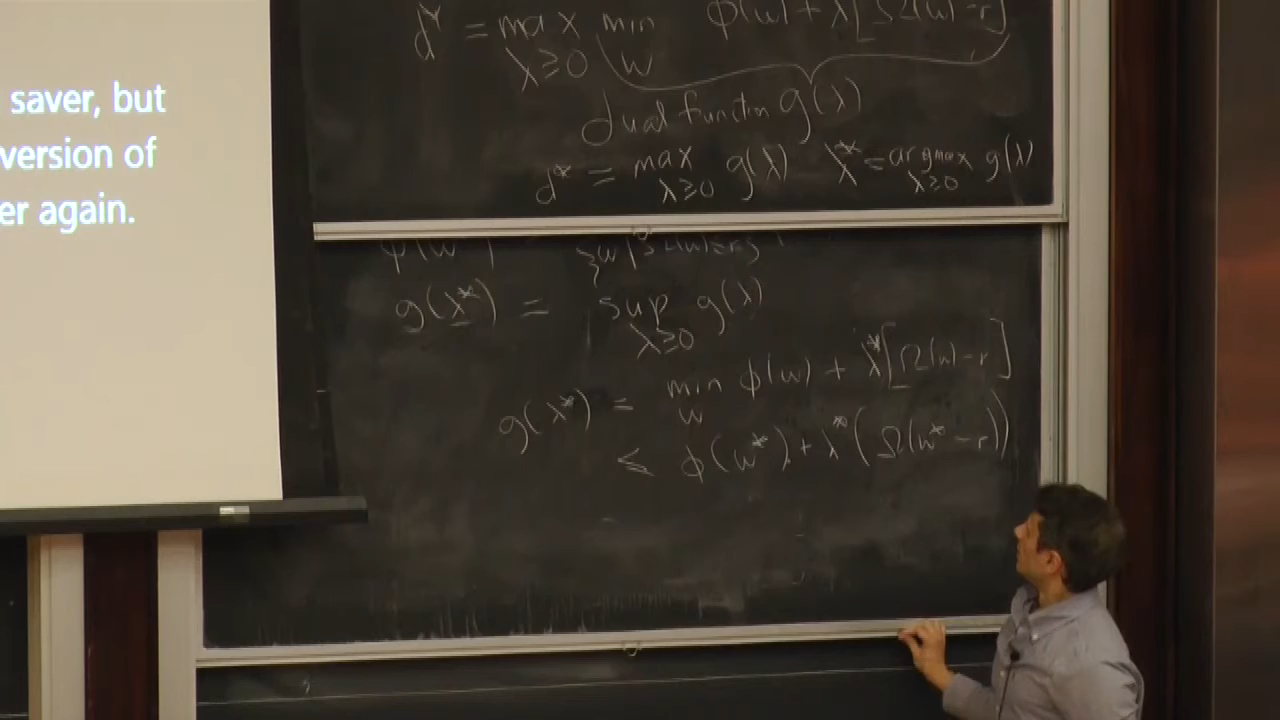 saver, but
version of
er again.
d* = max min φ(w) + λ[Ω(w) - r]
λ≥0 w
dual function g(λ)
d* = max g(λ) λ* = argmax g(λ)
λ≥0 λ≥0
g(λ*) = sup g(λ)
λ≥0
g(λ*) = min φ(w) + λ*[Ω(w) - r]
w
≤ φ(w*) + λ*(Ω(w* - r))